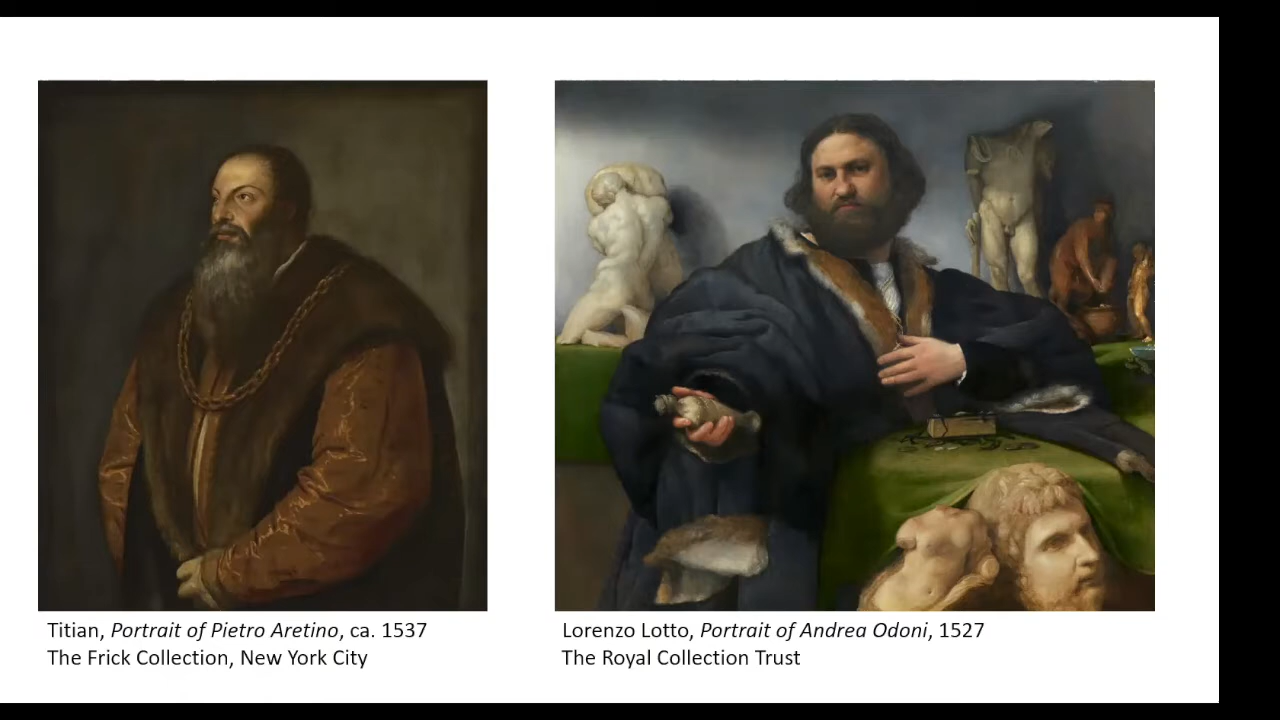 Titian, Portrait of Pietro Aretino, ca. 1537
The Frick Collection, New York City
Lorenzo Lotto, Portrait of Andrea Odoni, 1527
The Royal Collection Trust